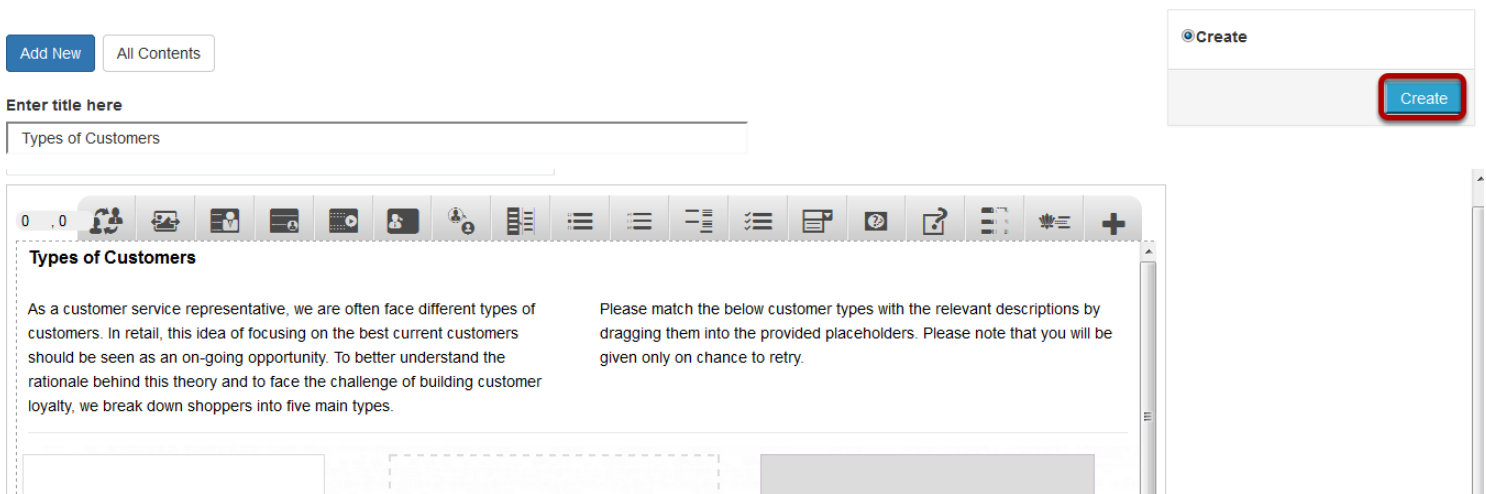 Create
Add New
All Contents
Create
Enter title here
Types of Customers
0 , 0
Types of Customers
As a customer service representative, we are often face different types of
customers. In retail, this idea of focusing on the best current customers
should be seen as an on-going opportunity. To better understand the
rationale behind this theory and to face the challenge of building customer
loyalty, we break down shoppers into five main types.
Please match the below customer types with the relevant descriptions by
dragging them into the provided placeholders. Please note that you will be
given only on chance to retry.